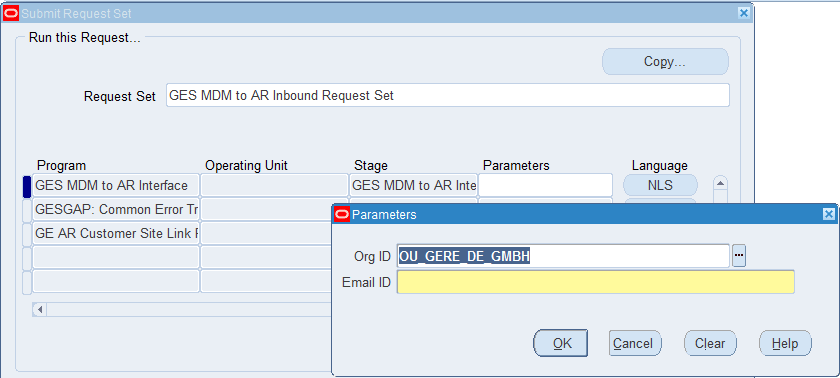 Submit Request Set
Run this Request...
Copy...
Request Set GES MDM to AR Inbound Request Set
Program Operating Unit Stage Parameters Language
GES MDM to AR Interface GES MDM to AR Inte NLS
GESGAP: Common Error Tr
GE AR Customer Site Link
Parameters
Org ID OU_GERE_DE_GMBH ...
Email ID
OK Cancel Clear Help